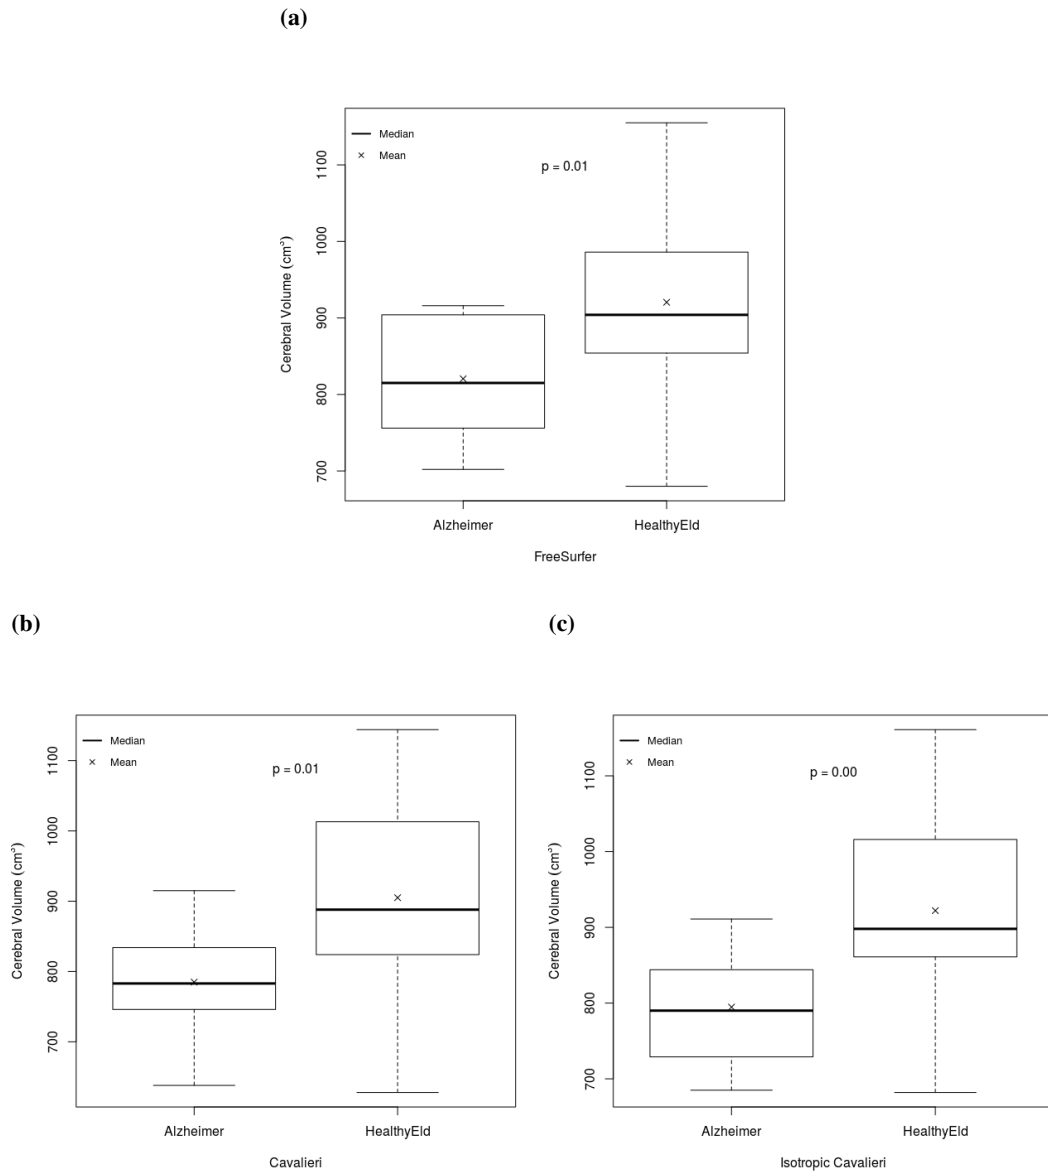 (a)
Median
Mean
p = 0.01
1100
1000
900
800
700
Cerebral Volume (cm³)
Alzheimer HealthyEld
FreeSurfer
(b)
Median
Mean
p = 0.01
1100
1000
900
800
700
Cerebral Volume (cm³)
Alzheimer HealthyEld
Cavalieri
(c)
Median
Mean
p = 0.00
1100
1000
900
800
700
Cerebral Volume (cm³)
Alzheimer HealthyEld
Isotropic Cavalieri